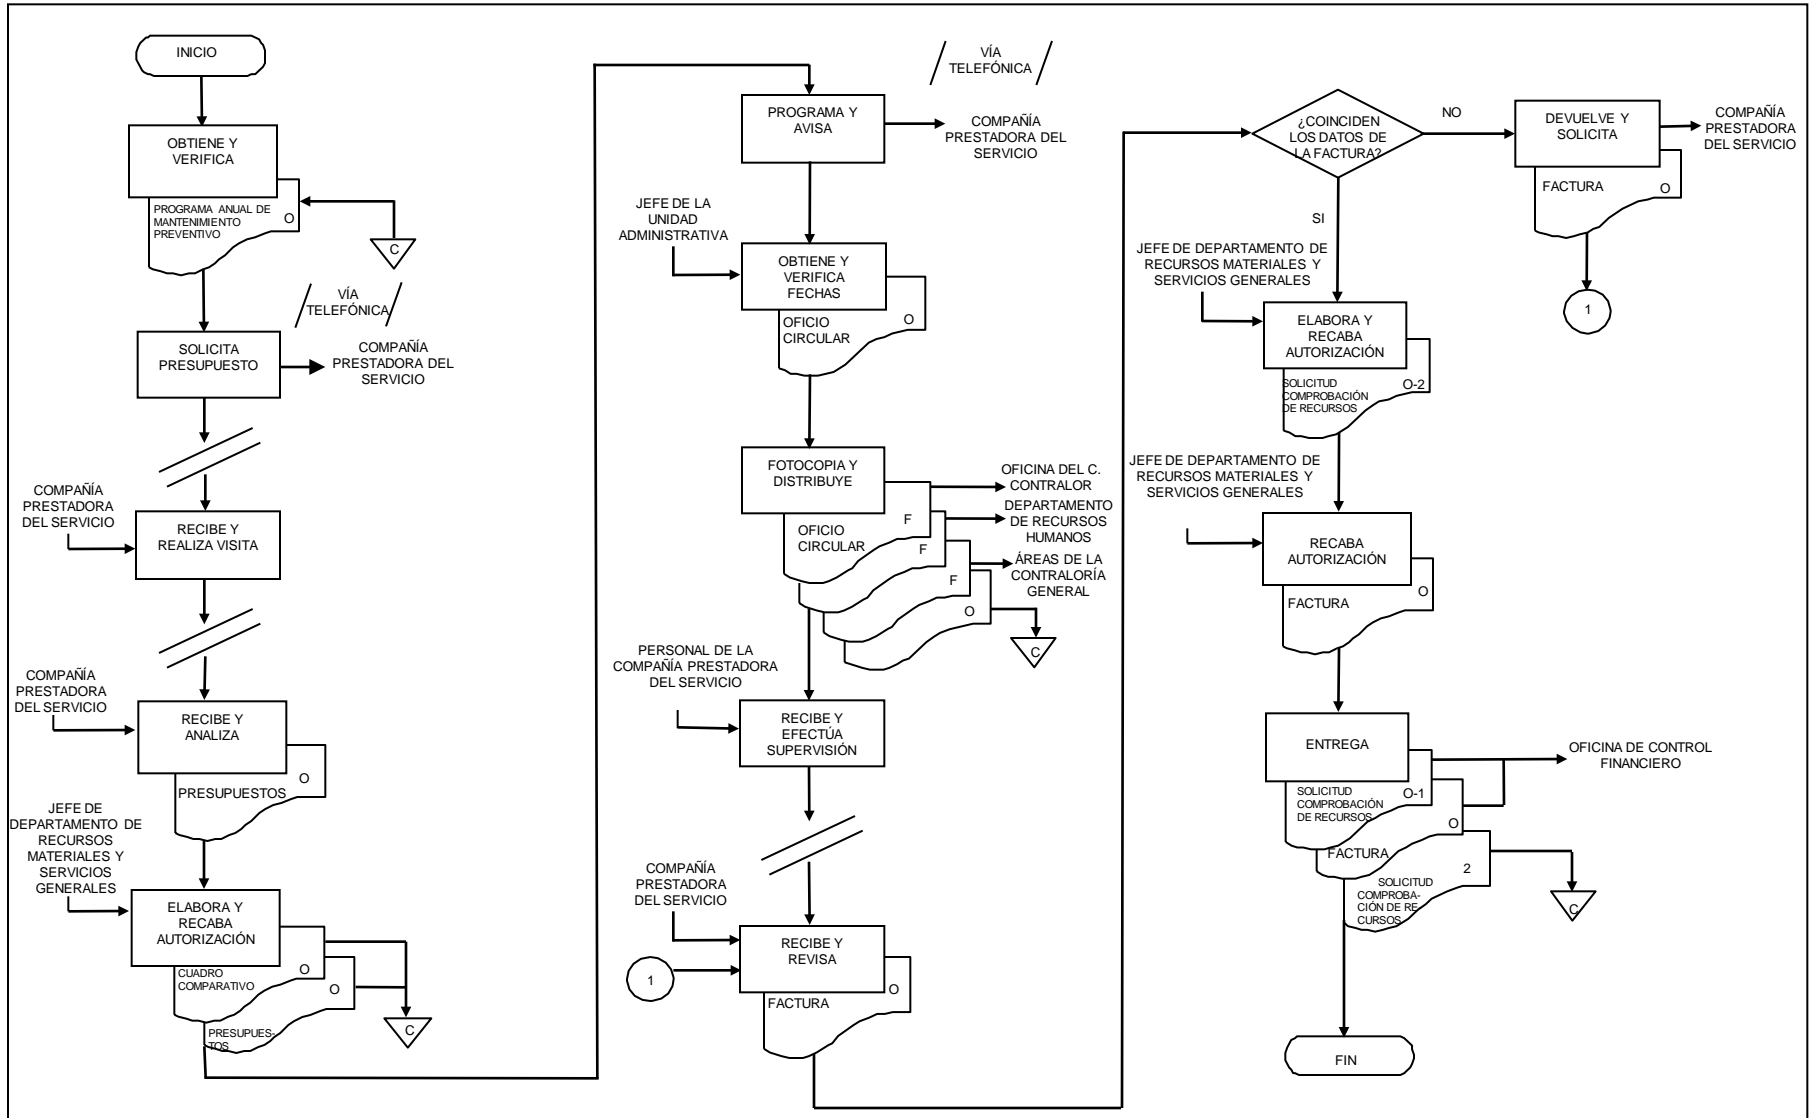 INICIO
OBTIENE Y
VERIFICA
PROGRAMA ANUAL DE
MANTENIMIENTO
PREVENTIVO
O
C
VÍA
TELEFÓNICA
SOLICITA
PRESUPUESTO
COMPAÑÍA
PRESTADORA DEL
SERVICIO
COMPAÑÍA
PRESTADORA
DEL SERVICIO
RECIBE Y
REALIZA VISITA
COMPAÑÍA
PRESTADORA
DEL SERVICIO
RECIBE Y
ANALIZA
O
PRESUPUESTOS
JEFE DE
DEPARTAMENTO DE
RECURSOS
MATERIALES Y
SERVICIOS
GENERALES
ELABORA Y
RECABA
AUTORIZACIÓN
CUADRO
COMPARATIVO
O
O
PRESUPUES-
TOS
C
VÍA
TELEFÓNICA
PROGRAMA Y
AVISA
COMPAÑÍA
PRESTADORA DEL
SERVICIO
JEFE DE LA
UNIDAD
ADMINISTRATIVA
OBTIENE Y
VERIFICA
FECHAS
OFICIO
CIRCULAR
O
FOTOCOPIA Y
DISTRIBUYE
OFICIO
CIRCULAR
F
F
F
O
OFICINA DEL C.
CONTRALOR
DEPARTAMENTO
DE RECURSOS
HUMANOS
ÁREAS DE LA
CONTRALORÍA
GENERAL
C
PERSONAL DE LA
COMPAÑÍA PRESTADORA
DEL SERVICIO
RECIBE Y
EFECTÚA
SUPERVISIÓN
COMPAÑÍA
PRESTADORA
DEL SERVICIO
RECIBE Y
REVISA
1
O
FACTURA
¿COINCIDEN
LOS DATOS DE
LA FACTURA?
NO
DEVUELVE Y
SOLICITA
COMPAÑÍA
PRESTADORA
DEL SERVICIO
FACTURA
O
1
SI
JEFE DE DEPARTAMENTO DE
RECURSOS MATERIALES Y
SERVICIOS GENERALES
ELABORA Y
RECABA
AUTORIZACIÓN
SOLICITUD
COMPROBACIÓN
DE RECURSOS
O-2
JEFE DE DEPARTAMENTO DE
RECURSOS MATERIALES Y
SERVICIOS GENERALES
RECABA
AUTORIZACIÓN
FACTURA
O
ENTREGA
OFICINA DE CONTROL
FINANCIERO
SOLICITUD
COMPROBACIÓN
DE RECURSOS
O-1
O
FACTURA
2
SOLICITUD
COMPROBA-
CIÓN DE RE
CURSOS
C
FIN